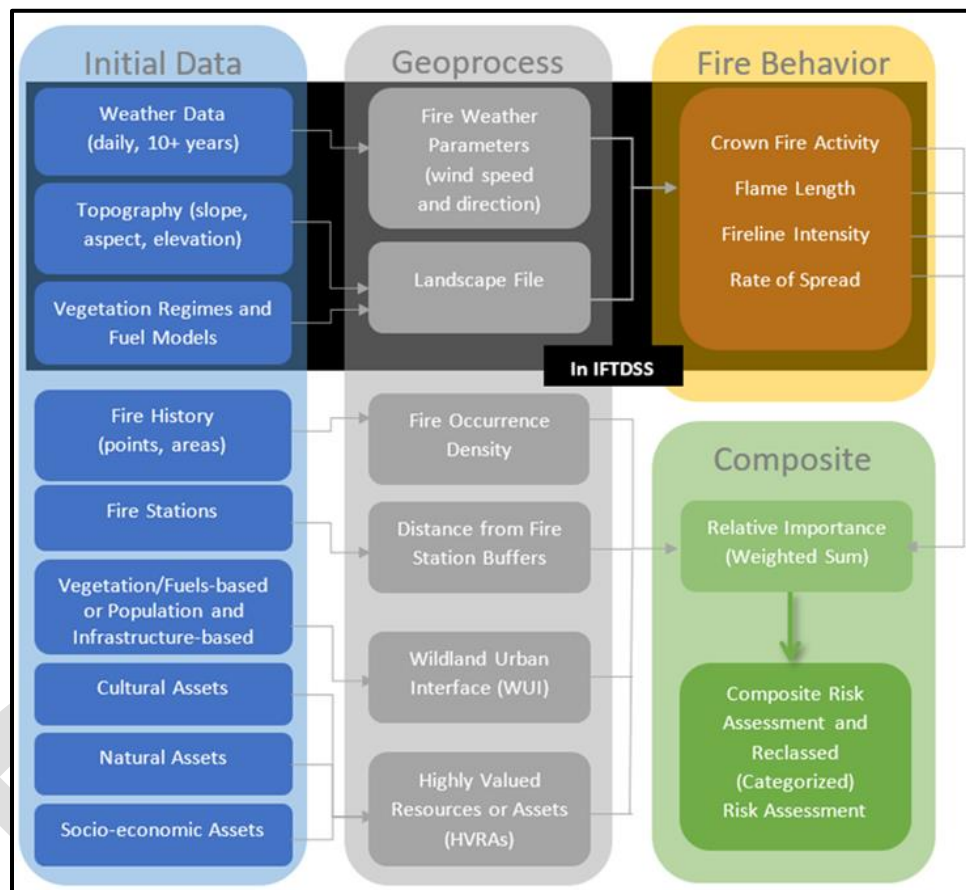 Initial Data
Weather Data
(daily, 10+ years)
Topography (slope,
aspect, elevation)
Vegetation Regimes and
Fuel Models
Fire History
(points, areas)
Fire Stations
Vegetation/Fuels-based
or Population and
Infrastructure-based
Cultural Assets
Natural Assets
Socio-economic Assets
Geoprocess
Fire Weather
Parameters
(wind speed
and direction)
Landscape File
In IFTDSS
Fire Occurrence
Density
Distance from Fire
Station Buffers
Wildland Urban
Interface (WUI)
Highly Valued
Resources or Assets
(HVRAs)
Fire Behavior
Crown Fire Activity
Flame Length
Fireline Intensity
Rate of Spread
Composite
Relative Importance
(Weighted Sum)
Composite Risk
Assessment and
Reclassed
(Categorized)
Risk Assessment